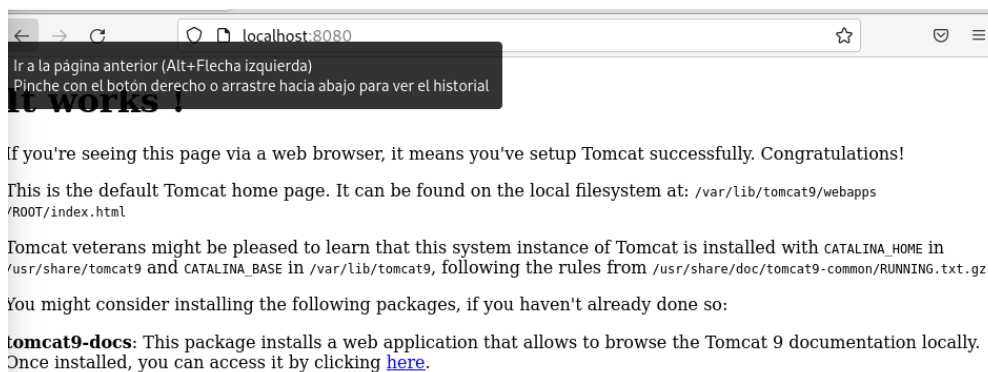 localhost:8080
Ir a la página anterior (Alt+Flecha izquierda)
Pinche con el botón derecho o arrastre hacia abajo para ver el historial
It works !
If you're seeing this page via a web browser, it means you've setup Tomcat successfully. Congratulations!
This is the default Tomcat home page. It can be found on the local filesystem at: /var/lib/tomcat9/webapps
/ROOT/index.html
Tomcat veterans might be pleased to learn that this system instance of Tomcat is installed with CATALINA_HOME in
/usr/share/tomcat9 and CATALINA_BASE in /var/lib/tomcat9, following the rules from /usr/share/doc/tomcat9-common/RUNNING.txt.gz
You might consider installing the following packages, if you haven't already done so:
tomcat9-docs: This package installs a web application that allows to browse the Tomcat 9 documentation locally.
Once installed, you can access it by clicking here.